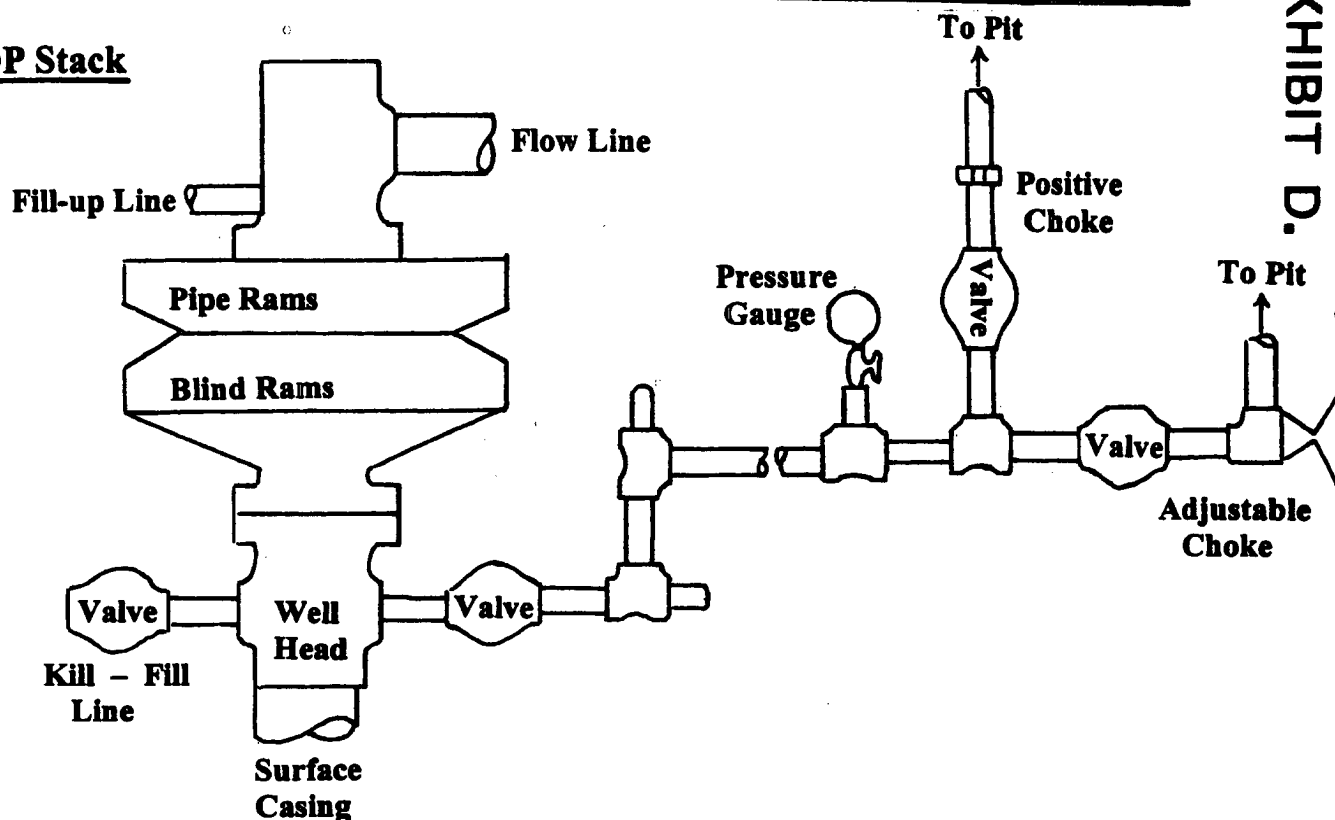 P Stack
To Pit
Flow Line
Fill-up Line
Positive
Choke
KHIBIT D.
Pipe Rams
Pressure
Gauge
Valve
To Pit
Blind Rams
Valve
Adjustable
Choke
Valve
Well
Head
Valve
Kill – Fill
Line
Surface
Casing